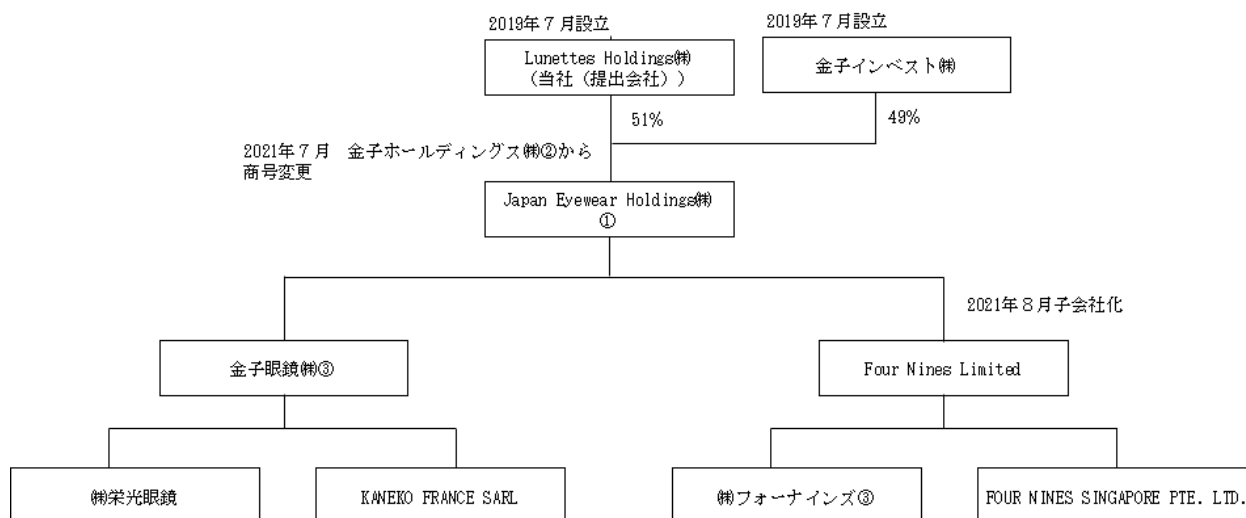 2019年７月設立
2019年７月設立
Lunettes Holdings㈱
（当社（提出会社））
金子インベスト㈱
51%
49%
2021年７月　金子ホールディングス㈱②から
商号変更
Japan Eyewear Holdings㈱
①
2021年８月子会社化
金子眼鏡㈱③
Four Nines Limited
㈱栄光眼鏡
KANEKO FRANCE SARL
㈱フォーナインズ③
FOUR NINES SINGAPORE PTE. LTD.